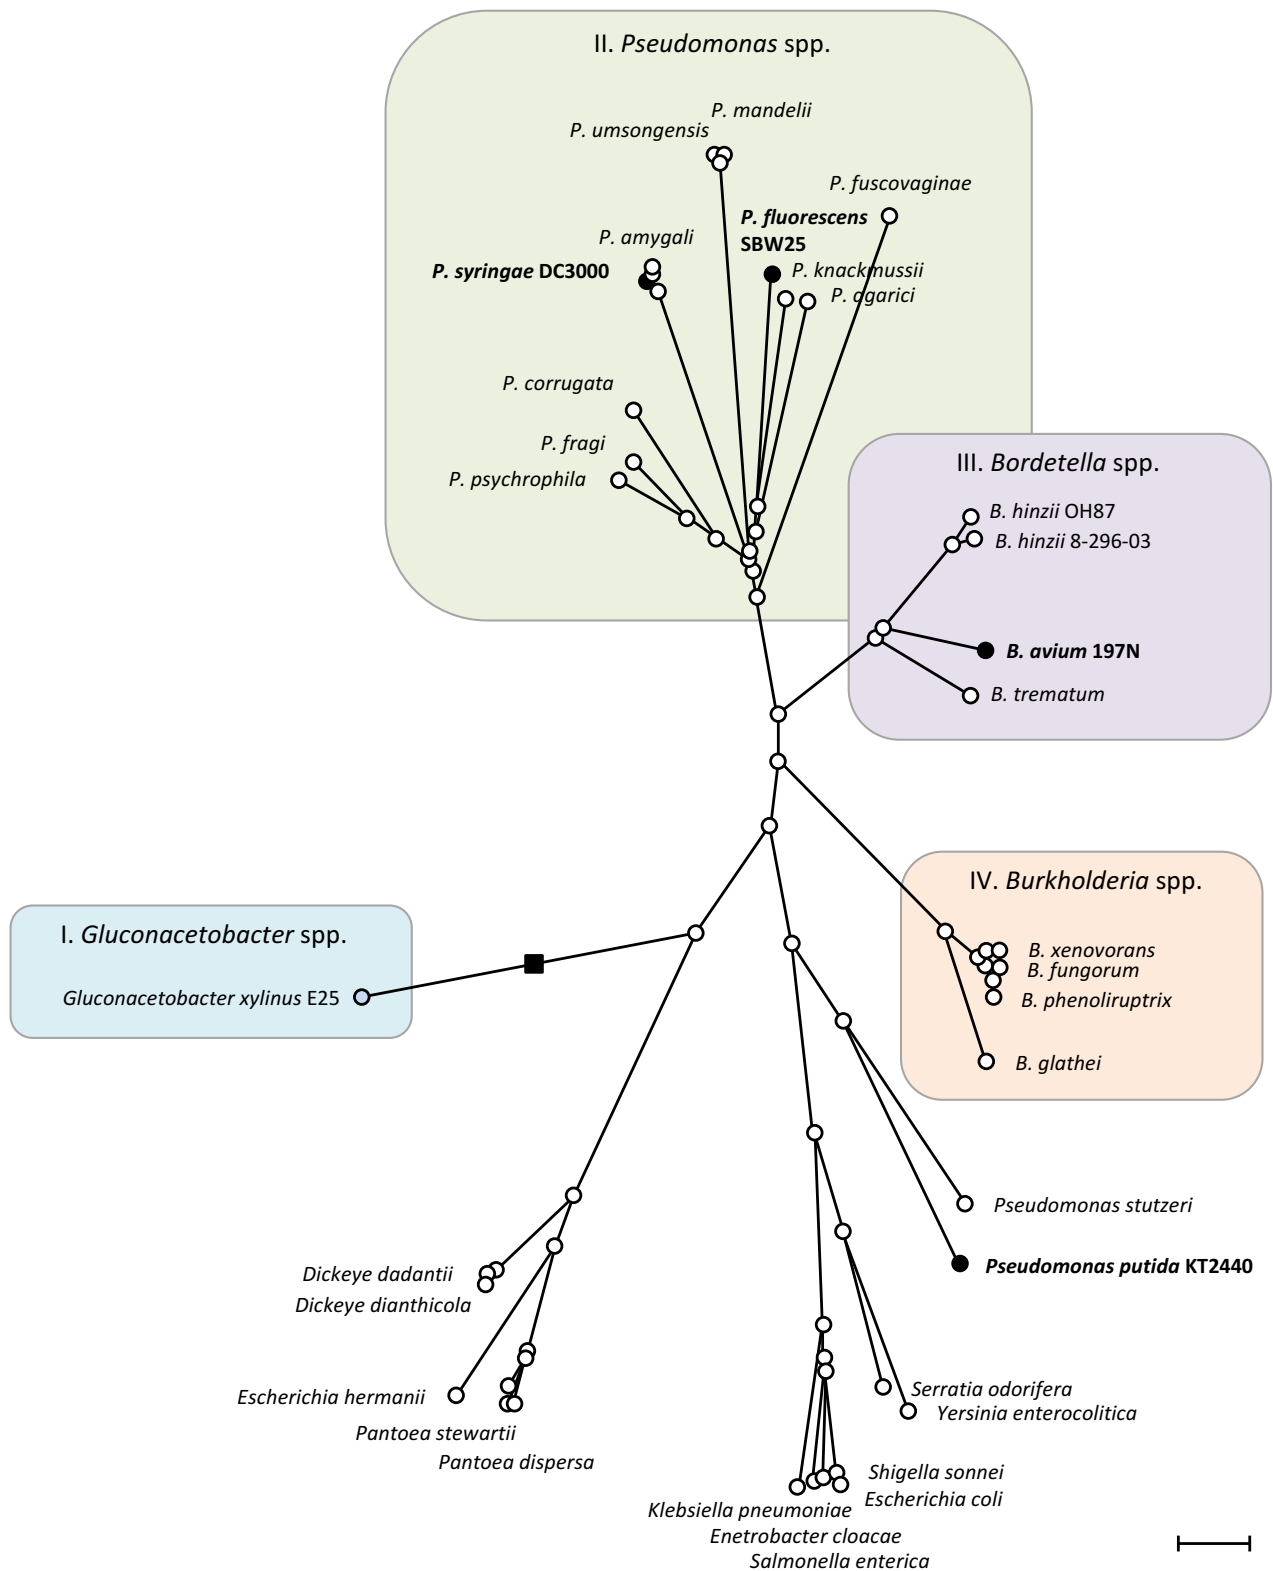 II. Pseudomonas spp.
P. mandelii
P. umsongensis
P. fuscovaginae
P. fluorescens
SBW25
P. amygali
P. syringae DC3000
P. knackmussii
P. agarici
P. corrugata
P. fragi
P. psychrophila
III. Bordetella spp.
B. hinzii OH87
B. hinzii 8-296-03
B. avium 197N
B. trematum
IV. Burkholderia spp.
B. xenovorans
B. fungorum
B. phenoliruptrix
B. glathei
I. Gluconacetobacter spp.
Gluconacetobacter xylinus E25
Pseudomonas stutzeri
Pseudomonas putida KT2440
Dickeye dadantii
Dickeye dianthicola
Escherichia hermanii
Pantoea stewartii
Pantoea dispersa
Serratia odorifera
Yersinia enterocolitica
Shigella sonnei
Escherichia coli
Klebsiella pneumoniae
Enetrobacter cloacae
Salmonella enterica